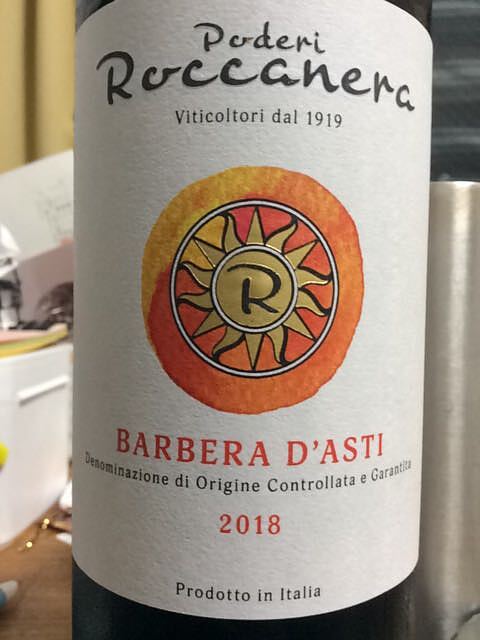 Poderi
Roccanera
Viticoltori dal 1919
R
BARBERA D'ASTI
Denominazione di Origine Controllata e Garantita
2018
Prodotto in Italia